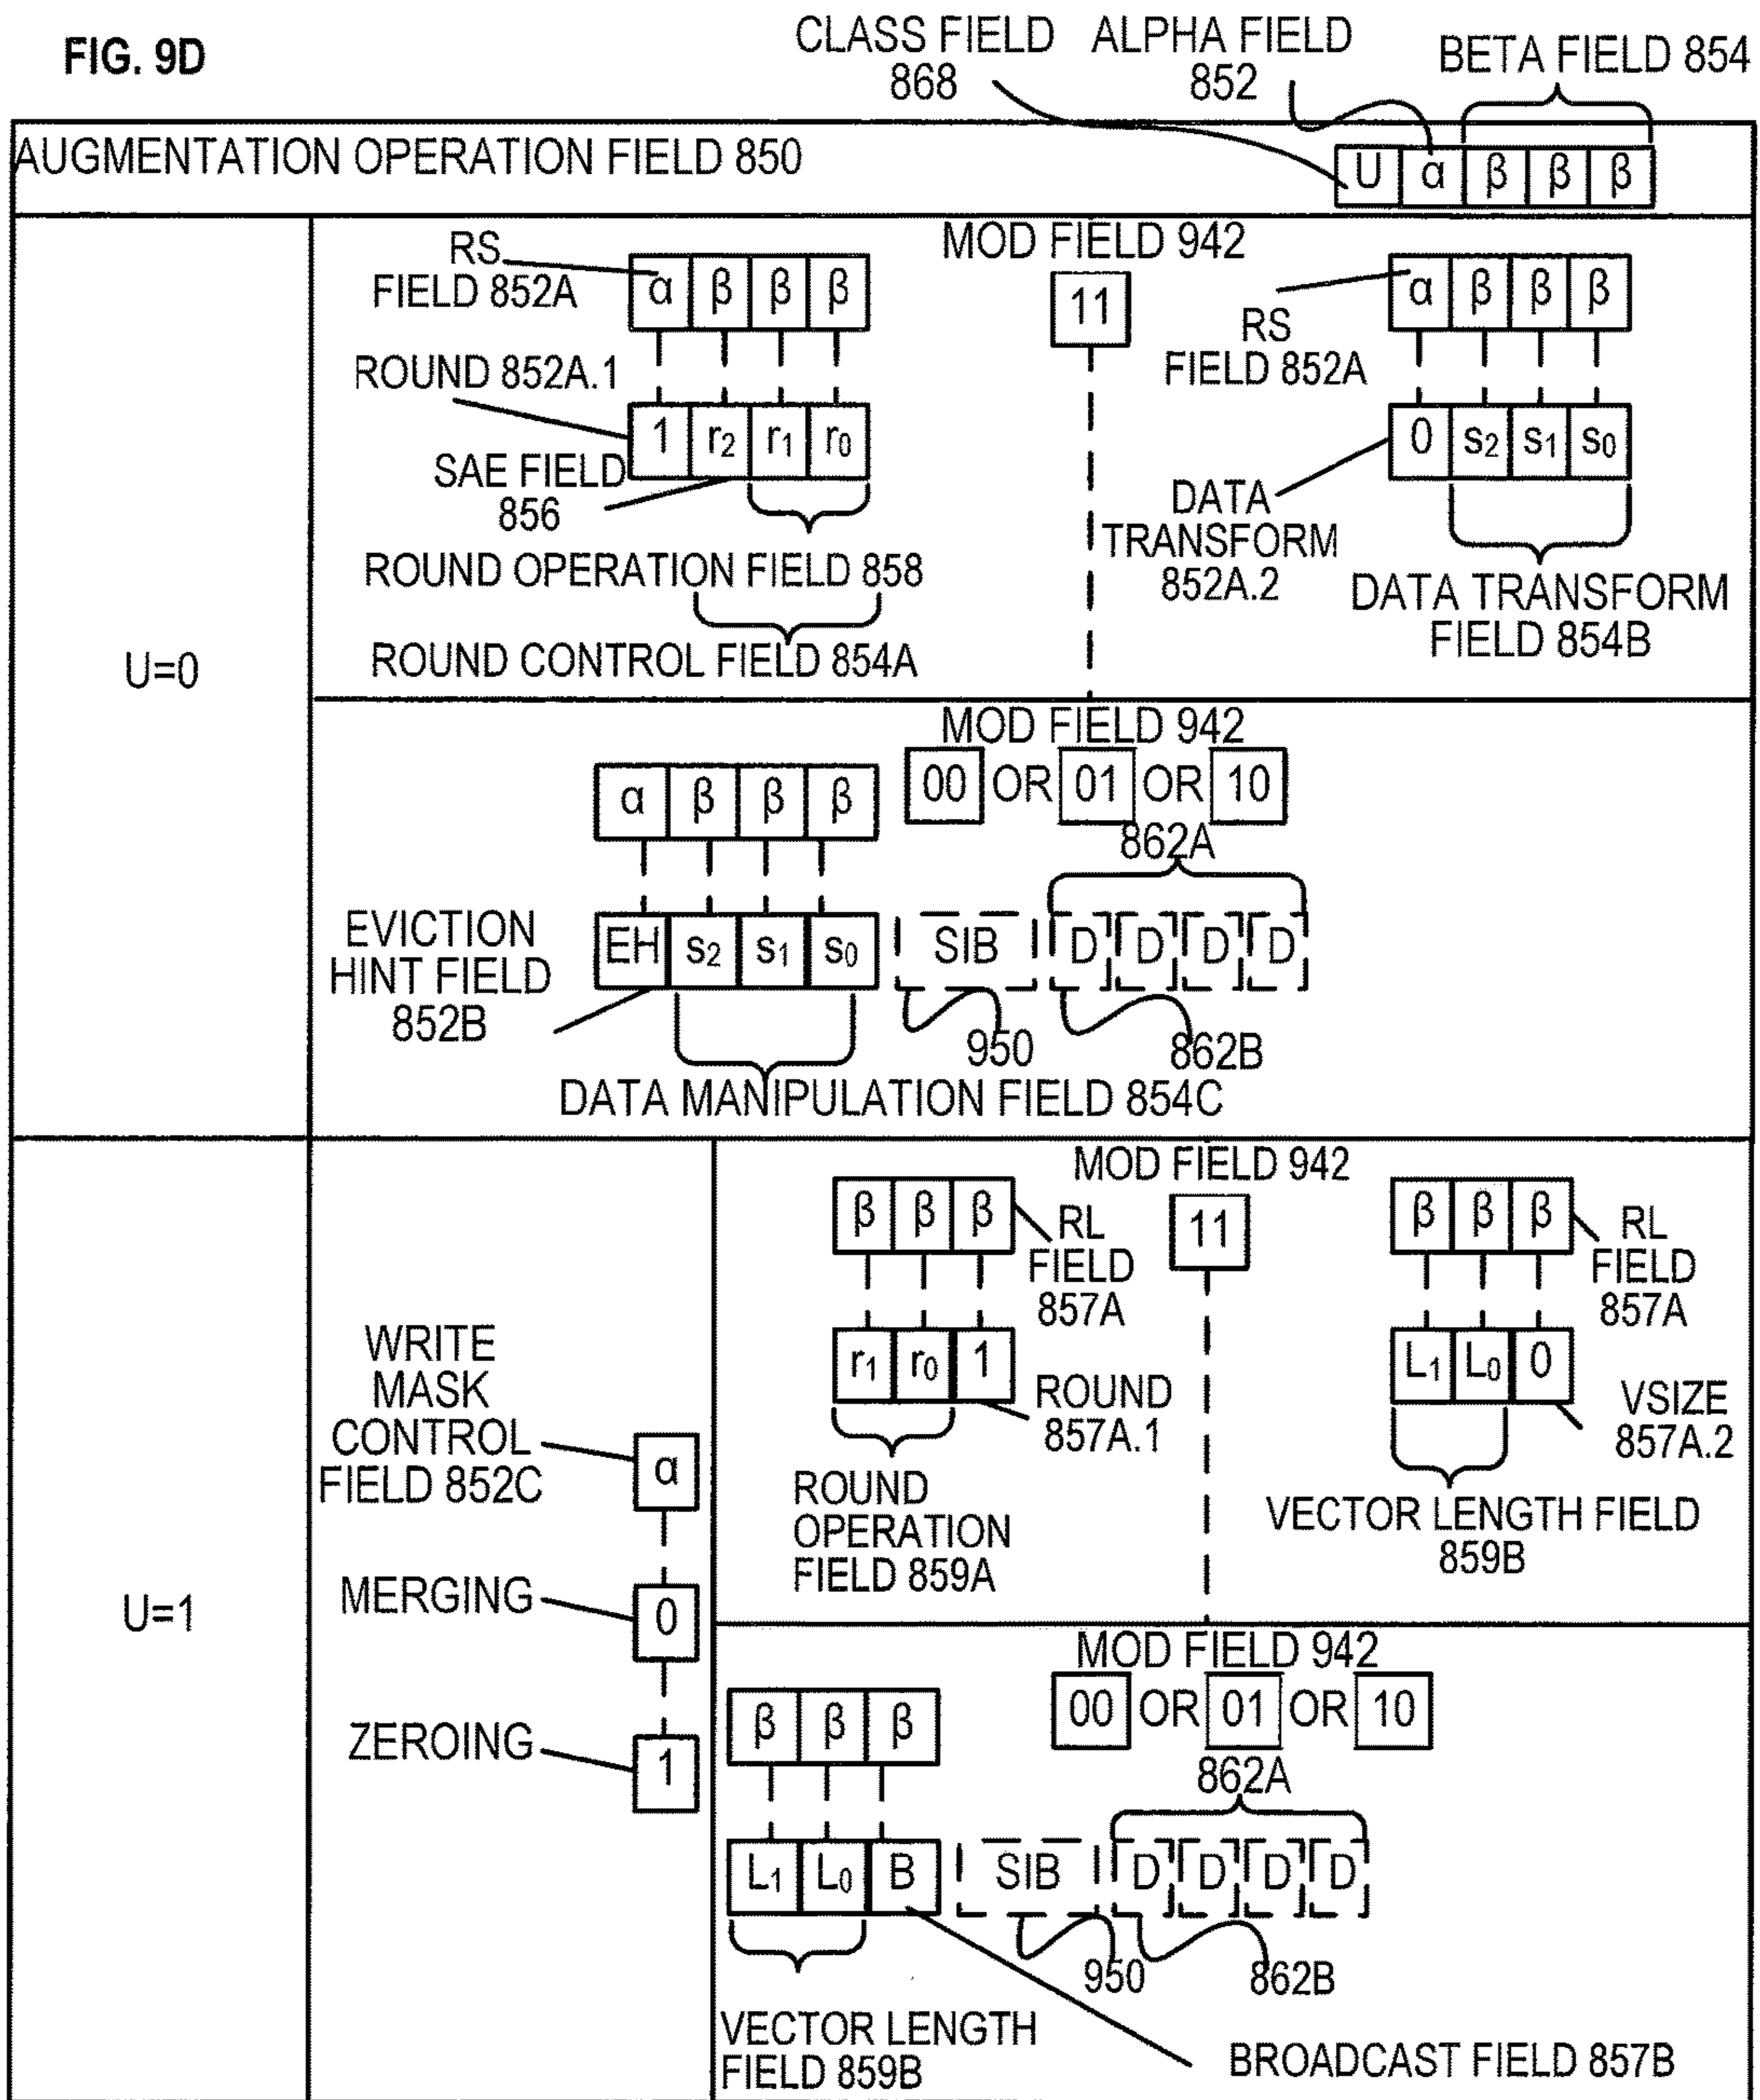 FIG. 9D
CLASS FIELD
868
ALPHA FIELD
852
BETA FIELD 854
AUGMENTATION OPERATION FIELD 850
U α β β β
U=0
MOD FIELD 942
11
RS
FIELD 852A
α β β β
ROUND 852A.1
1 r2 r1 r0
SAE FIELD
856
ROUND OPERATION FIELD 858
ROUND CONTROL FIELD 854A
α β β β
RS
FIELD 852A
0 s2 s1 s0
DATA
TRANSFORM
852A.2
DATA TRANSFORM
FIELD 854B
MOD FIELD 942
00 OR 01 OR 10
α β β β
862A
EVICTION
HINT FIELD
852B
EH s2 s1 s0 SIB D D D D
950
862B
DATA MANIPULATION FIELD 854C
U=1
WRITE
MASK
CONTROL
FIELD 852C
α
MERGING
0
ZEROING
1
MOD FIELD 942
11
β β β
RL
FIELD
857A
r1 r0 1
ROUND
857A.1
ROUND
OPERATION
FIELD 859A
β β β
RL
FIELD
857A
L1 L0 0
VSIZE
857A.2
VECTOR LENGTH FIELD
859B
MOD FIELD 942
00 OR 01 OR 10
β β β
862A
L1 L0 B SIB D D D D
950
862B
VECTOR LENGTH
FIELD 859B
BROADCAST FIELD 857B